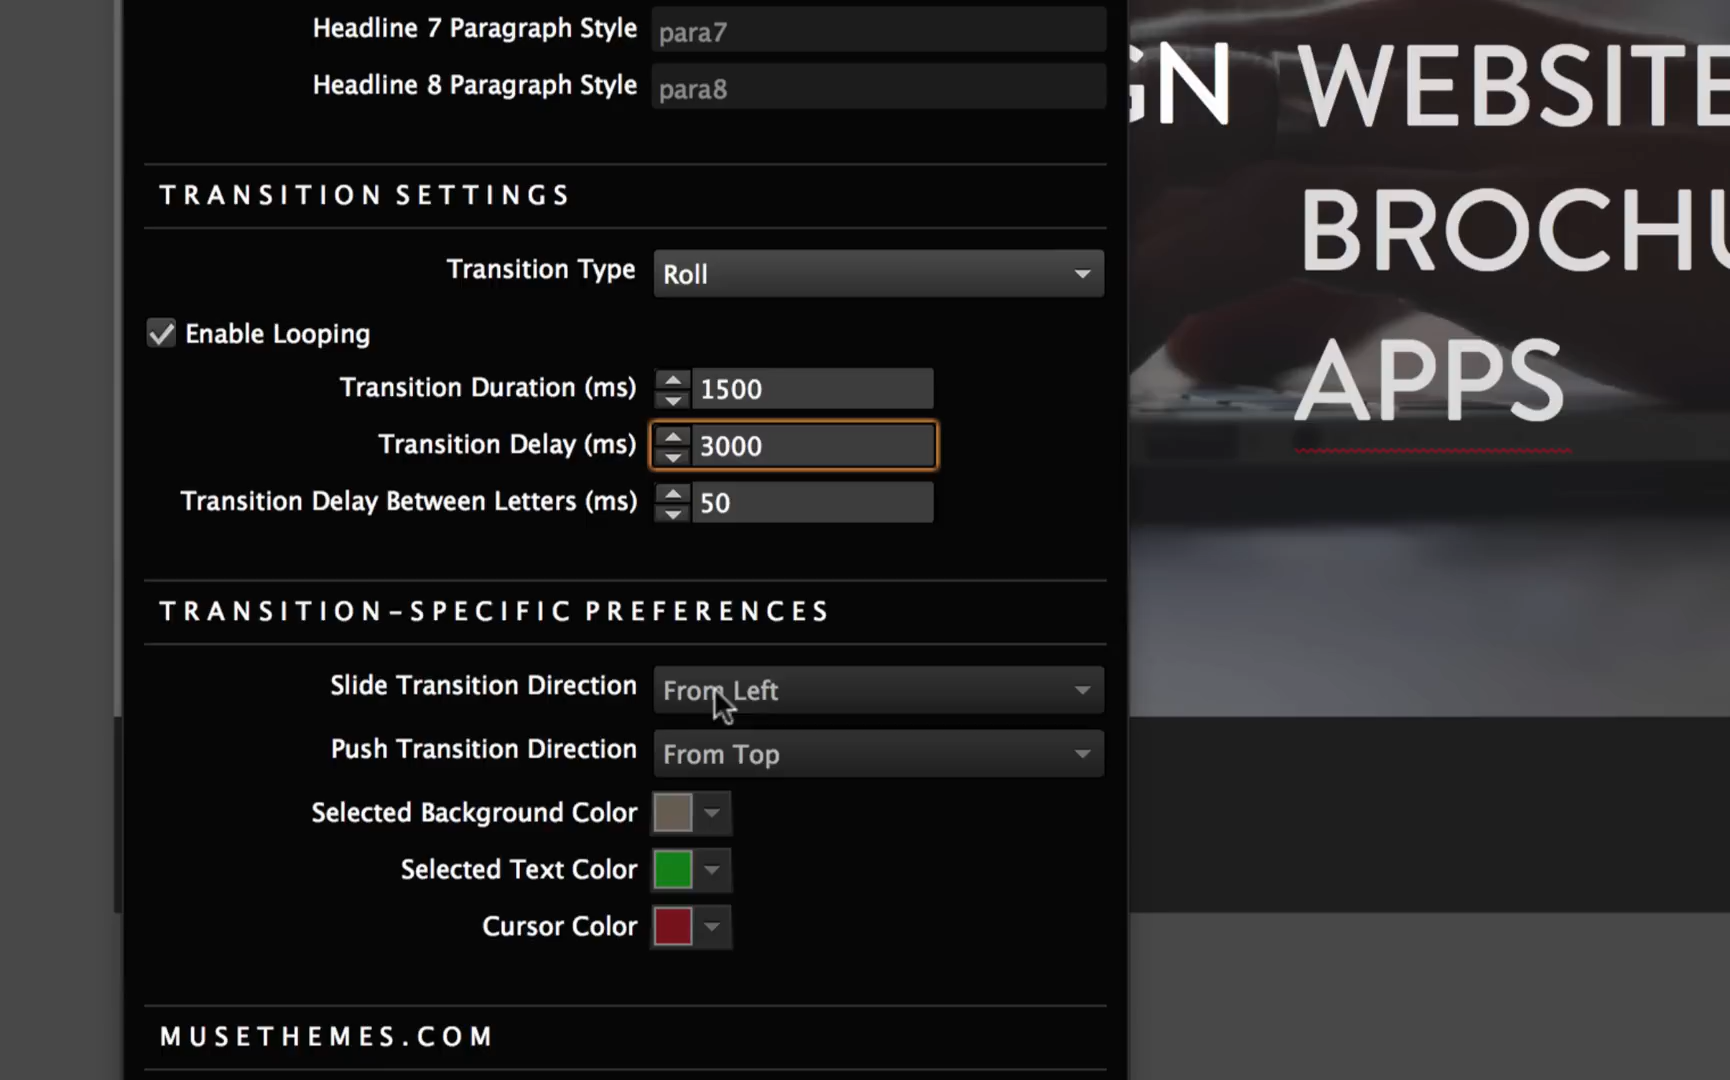 Headline 7 Paragraph Style para7
Headline 8 Paragraph Style para8
TRANSITION SETTINGS
Transition Type Roll
Enable Looping
Transition Duration (ms) 1500
Transition Delay (ms) 3000
Transition Delay Between Letters (ms) 50
TRANSITION-SPECIFIC PREFERENCES
Slide Transition Direction From Left
Push Transition Direction From Top
Selected Background Color
Selected Text Color
Cursor Color
MUSETHEMES.COM
GN WEBSITE
BROCHU
APPS